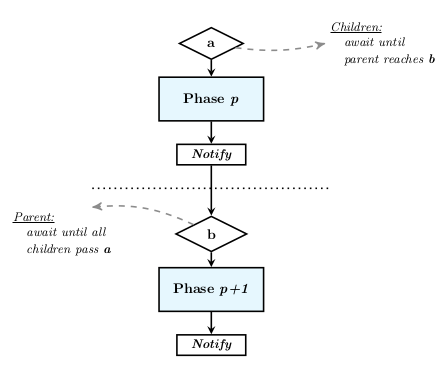 Children:
await until
parent reaches b
a
Phase p
Notify
Parent:
await until all
children pass a
b
Phase p+1
Notify